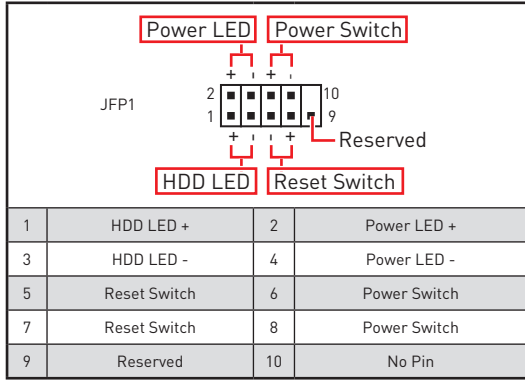 Power LED Power Switch
+ - + -
JFP1
2 10
1 9
+ - - +
Reserved
HDD LED Reset Switch
1 HDD LED + 2 Power LED +
3 HDD LED - 4 Power LED -
5 Reset Switch 6 Power Switch
7 Reset Switch 8 Power Switch
9 Reserved 10 No Pin